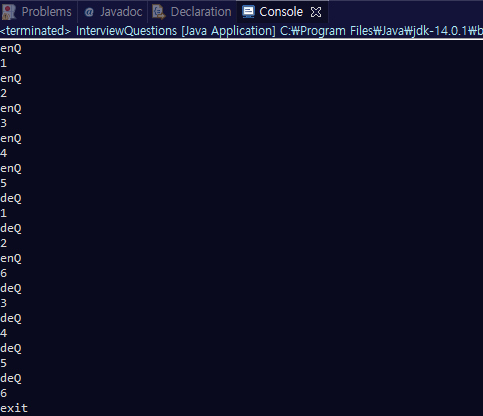 Problems @ Javadoc Declaration Console
<terminated> InterviewQuestions [Java Application] C:₩Program Files₩Java₩jdk-14.0.1₩b
enQ
1
enQ
2
enQ
3
enQ
4
enQ
5
deQ
1
deQ
2
enQ
6
deQ
3
deQ
4
deQ
5
deQ
6
exit